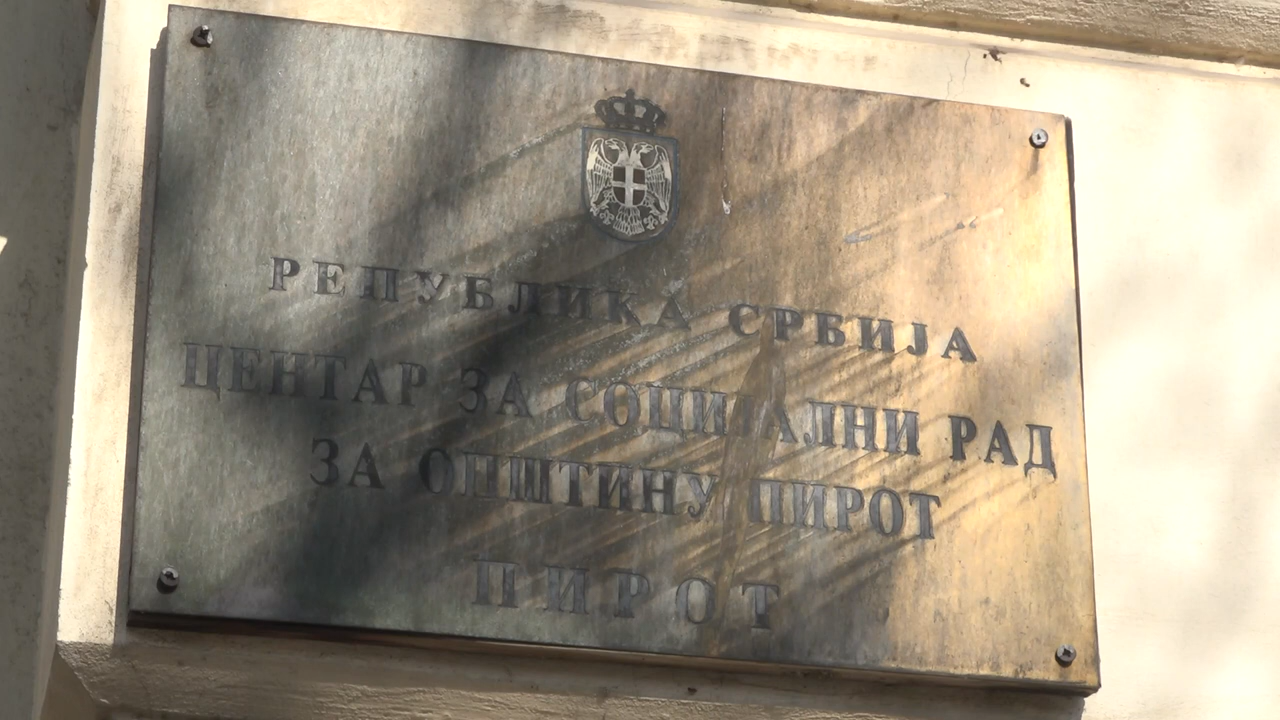 РЕПУБЛИКА СРБИЈА
ЦЕНТАР ЗА СОЦИЈАЛНИ РАД
ЗА ОПШТИНУ ПИРОТ
ПИРОТ